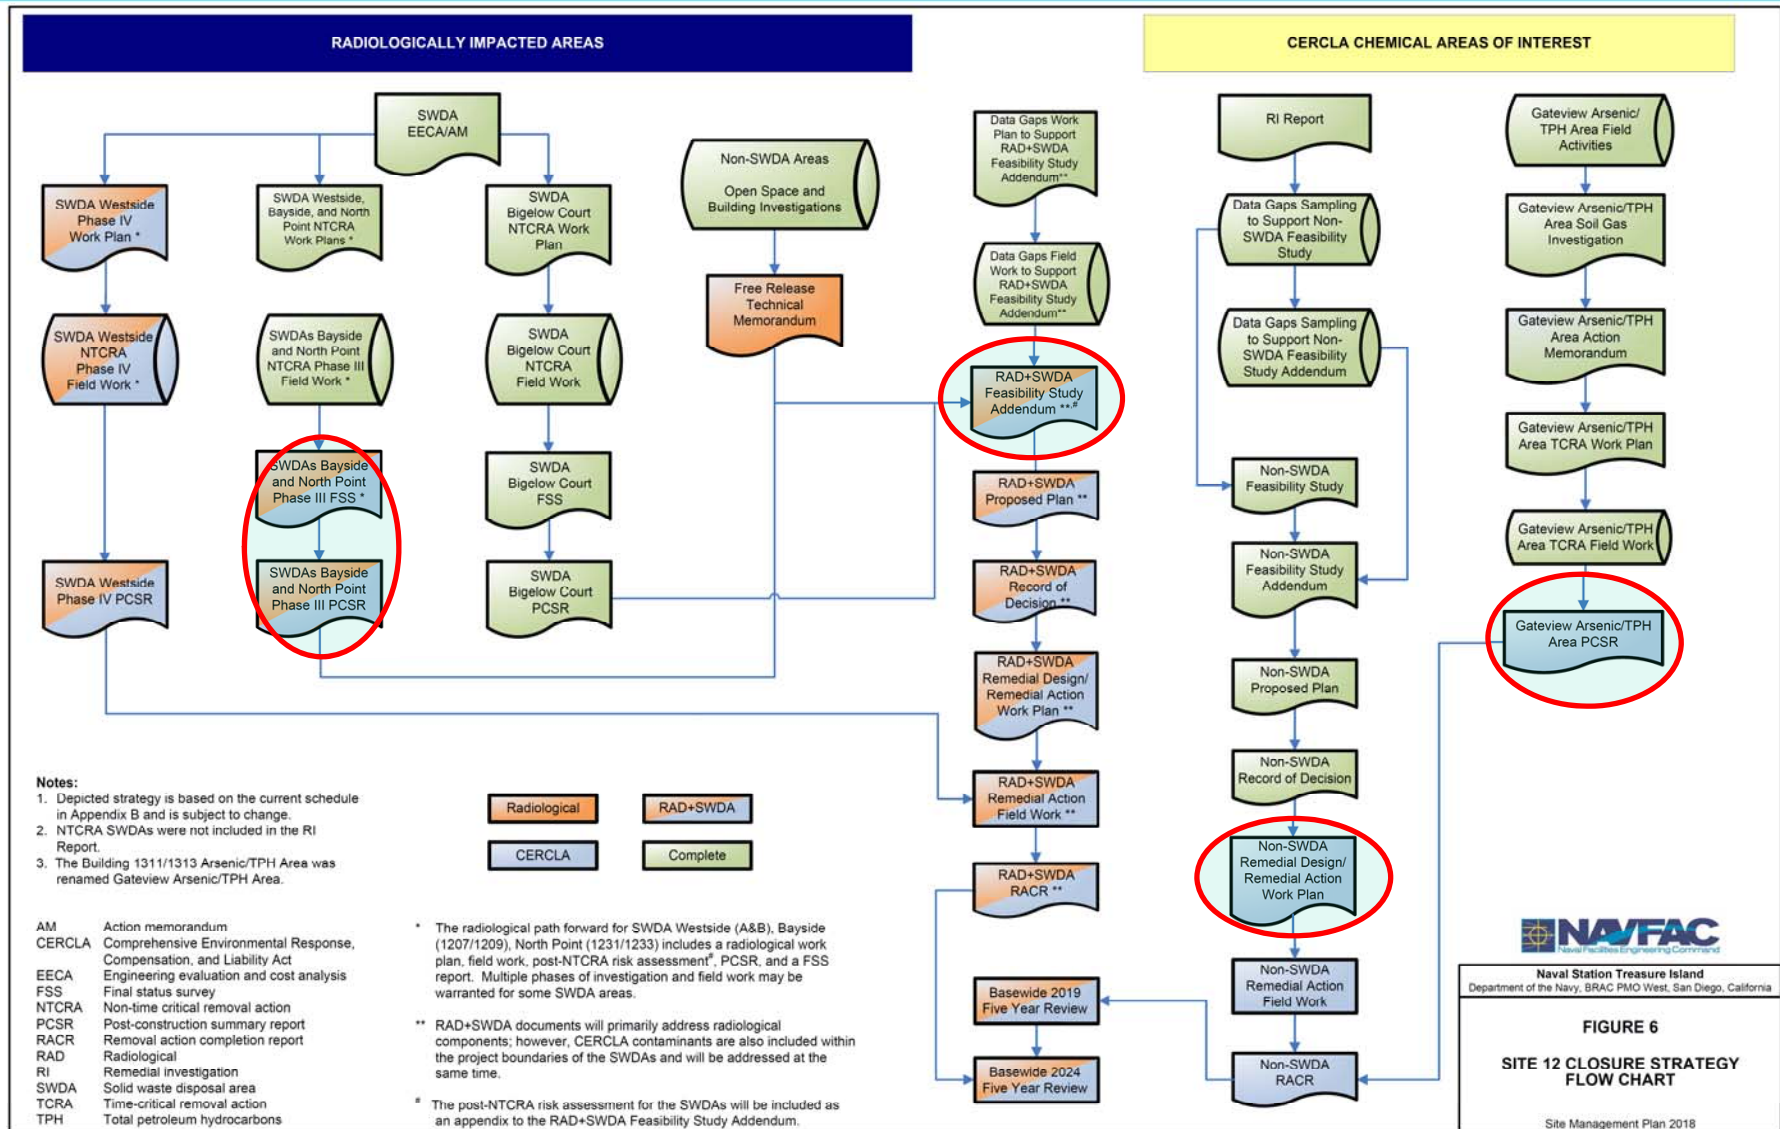 RADIOLOGICALLY IMPACTED AREAS
CERCLA CHEMICAL AREAS OF INTEREST
SWDA
EECA/AM
SWDA Westside
Phase IV
Work Plan *
SWDA Westside,
Bayside, and North
Point NTCRA
Work Plans *
SWDA
Bigelow Court
NTCRA Work
Plan
Non-SWDA Areas
Open Space and
Building Investigations
SWDA Westside
NTCRA
Phase IV
Field Work *
SWDAs Bayside
and North Point
NTCRA Phase III
Field Work *
SWDA
Bigelow Court
NTCRA
Field Work
Free Release
Technical
Memorandum
SWDAs Bayside
and North Point
Phase III FSS *
SWDA
Bigelow Court
FSS
SWDA Westside
Phase IV PCSR
SWDAs Bayside
and North Point
Phase III PCSR
SWDA
Bigelow Court
PCSR
Data Gaps Work
Plan to Support
RAD+SWDA
Feasibility Study
Addendum**
Data Gaps Field
Work to Support
RAD+SWDA
Feasibility Study
Addendum**
RAD+SWDA
Feasibility Study
Addendum **,#
RAD+SWDA
Proposed Plan **
RAD+SWDA
Record of
Decision **
RAD+SWDA
Remedial Design/
Remedial Action
Work Plan **
RAD+SWDA
Remedial Action
Field Work **
RAD+SWDA
RACR **
Basewide 2019
Five Year Review
Basewide 2024
Five Year Review
RI Report
Data Gaps Sampling
to Support Non-
SWDA Feasibility
Study
Data Gaps Sampling
to Support Non-
SWDA Feasibility
Study Addendum
Non-SWDA
Feasibility Study
Non-SWDA
Feasibility Study
Addendum
Non-SWDA
Proposed Plan
Non-SWDA
Record of Decision
Non-SWDA
Remedial Design/
Remedial Action
Work Plan
Non-SWDA
Remedial Action
Field Work
Non-SWDA
RACR
Gateview Arsenic/
TPH Area Field
Activities
Gateview Arsenic/TPH
Area Soil Gas
Investigation
Gateview Arsenic/TPH
Area Action
Memorandum
Gateview Arsenic/TPH
Area TCRA Work Plan
Gateview Arsenic/TPH
Area TCRA Field Work
Gateview Arsenic/TPH
Area PCSR
Notes:
1. Depicted strategy is based on the current schedule
in Appendix B and is subject to change.
2. NTCRA SWDAs were not included in the RI
Report.
3. The Building 1311/1313 Arsenic/TPH Area was
renamed Gateview Arsenic/TPH Area.
Radiological
RAD+SWDA
CERCLA
Complete
AM Action memorandum
CERCLA Comprehensive Environmental Response,
Compensation, and Liability Act
EECA Engineering evaluation and cost analysis
FSS Final status survey
NTCRA Non-time critical removal action
PCSR Post-construction summary report
RACR Removal action completion report
RAD Radiological
RI Remedial investigation
SWDA Solid waste disposal area
TCRA Time-critical removal action
TPH Total petroleum hydrocarbons
* The radiological path forward for SWDA Westside (A&B), Bayside
(1207/1209), North Point (1231/1233) includes a radiological work
plan, field work, post-NTCRA risk assessment#, PCSR, and a FSS
report. Multiple phases of investigation and field work may be
warranted for some SWDA areas.
** RAD+SWDA documents will primarily address radiological
components; however, CERCLA contaminants are also included within
the project boundaries of the SWDAs and will be addressed at the
same time.
# The post-NTCRA risk assessment for the SWDAs will be included as
an appendix to the RAD+SWDA Feasibility Study Addendum.
NAVFAC
Naval Facilities Engineering Command
Naval Station Treasure Island
Department of the Navy, BRAC PMO West, San Diego, California
FIGURE 6
SITE 12 CLOSURE STRATEGY
FLOW CHART
Site Management Plan 2018